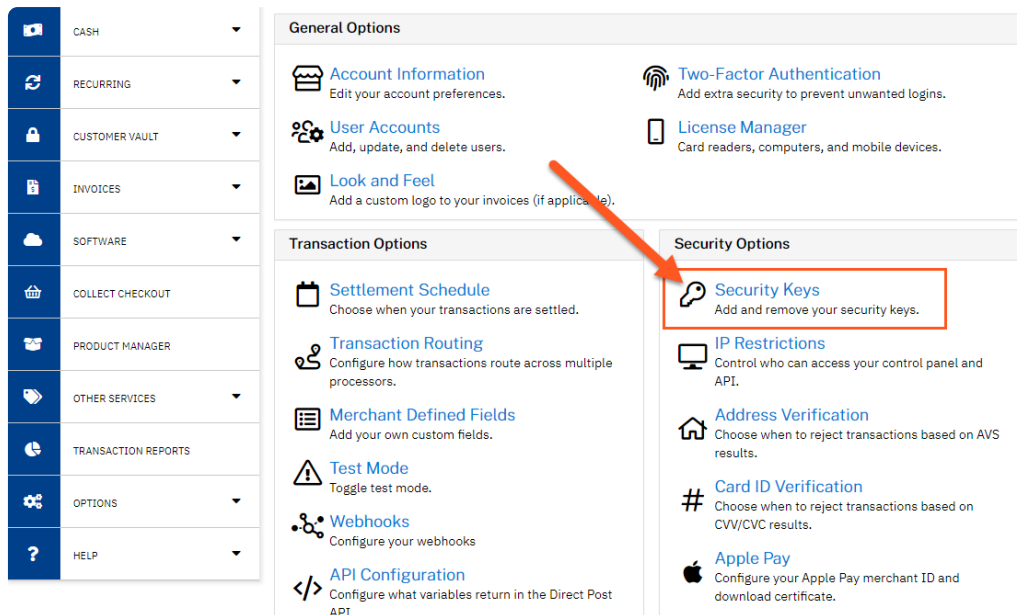 CASH
RECURRING
CUSTOMER VAULT
INVOICES
SOFTWARE
COLLECT CHECKOUT
PRODUCT MANAGER
OTHER SERVICES
TRANSACTION REPORTS
OPTIONS
HELP
General Options
Account Information
Edit your account preferences.
User Accounts
Add, update, and delete users.
Look and Feel
Add a custom logo to your invoices (if applicable).
Two-Factor Authentication
Add extra security to prevent unwanted logins.
License Manager
Card readers, computers, and mobile devices.
Transaction Options
Settlement Schedule
Choose when your transactions are settled.
Transaction Routing
Configure how transactions route across multiple
processors.
Merchant Defined Fields
Add your own custom fields.
Test Mode
Toggle test mode.
Webhooks
Configure your webhooks
API Configuration
Configure what variables return in the Direct Post
API
Security Options
Security Keys
Add and remove your security keys.
IP Restrictions
Control who can access your control panel and
API.
Address Verification
Choose when to reject transactions based on AVS
results.
Card ID Verification
Choose when to reject transactions based on
CVV/CVC results.
Apple Pay
Configure your Apple Pay merchant ID and
download certificate.